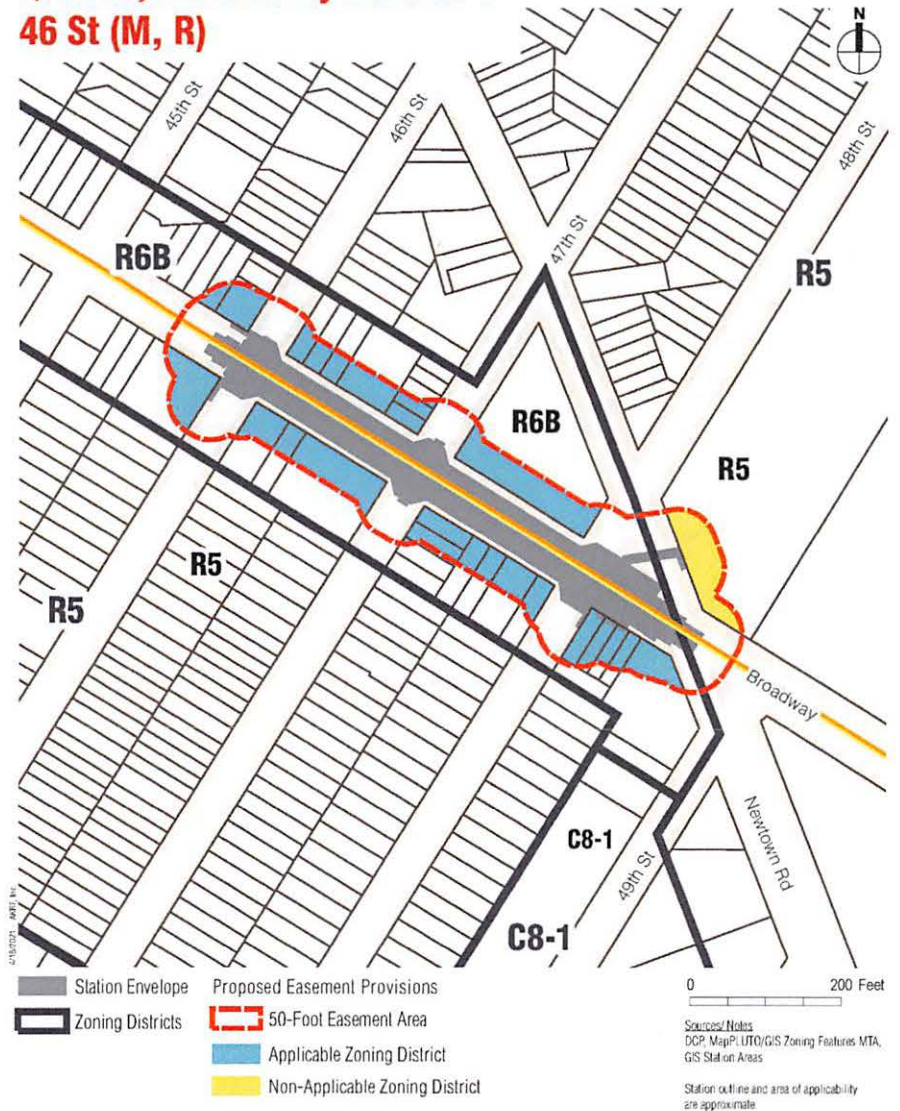 46 St (M, R)
N
45th St
46th St
47th St
48th St
R6B
R5
R6B
R5
R5
R5
Broadway
C8-1
49th St
Newtown Rd
C8-1
Station Envelope
Zoning Districts
Proposed Easement Provisions
50-Foot Easement Area
Applicable Zoning District
Non-Applicable Zoning District
0 200 Feet
Sources/ Notes
DCP, MapPLUTO/GIS Zoning Features MTA,
GIS Station Areas
Station outline and area of applicability
are approximate